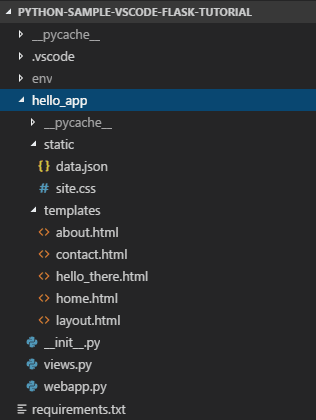 PYTHON-SAMPLE-VSCODE-FLASK-TUTORIAL
__pycache__
.vscode
env
hello_app
__pycache__
static
data.json
site.css
templates
about.html
contact.html
hello_there.html
home.html
layout.html
__init__.py
views.py
webapp.py
requirements.txt